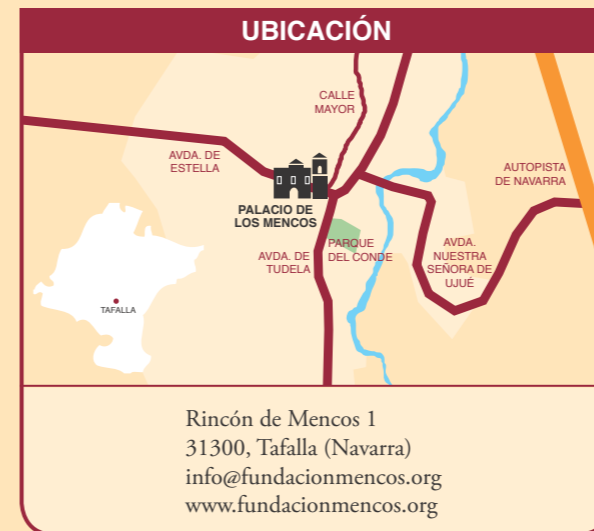 UBICACIÓN
CALLE
MAYOR
AVDA. DE
ESTELLA
AUTOPISTA
DE NAVARRA
PALACIO DE
LOS MENCOS
PARQUE
DEL CONDE
AVDA. DE
TUDELA
AVDA.
NUESTRA
SEÑORA DE
UJUÉ
TAFALLA
Rincón de Mencos 1
31300, Tafalla (Navarra)
info@fundacionmencos.org
www.fundacionmencos.org